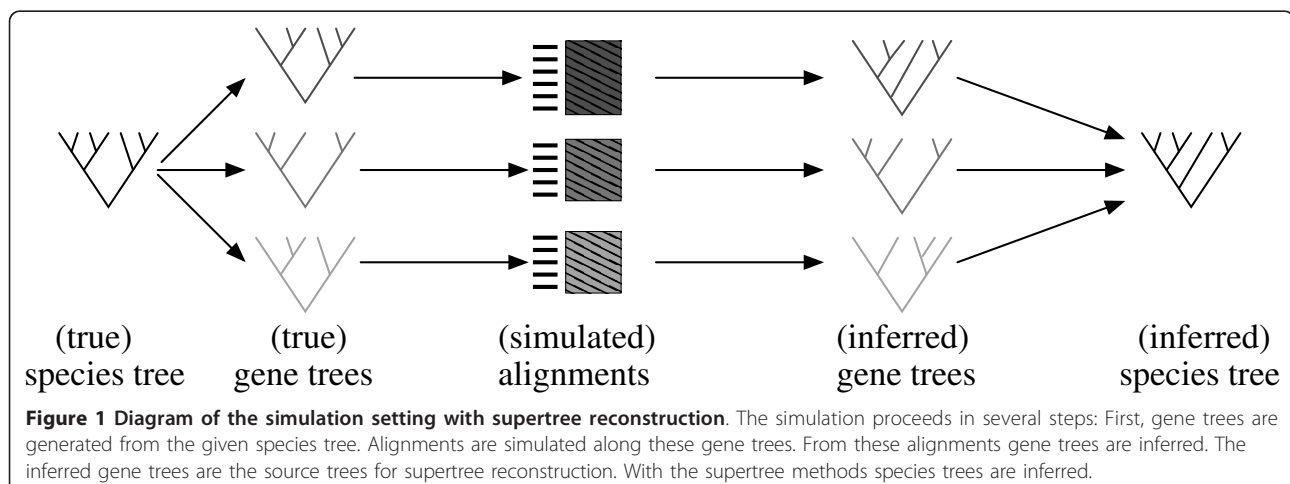 (true)
species tree
(true)
gene trees
(simulated)
alignments
(inferred)
gene trees
(inferred)
species tree
Figure 1 Diagram of the simulation setting with supertree reconstruction. The simulation proceeds in several steps: First, gene trees are
generated from the given species tree. Alignments are simulated along these gene trees. From these alignments gene trees are inferred. The
inferred gene trees are the source trees for supertree reconstruction. With the supertree methods species trees are inferred.